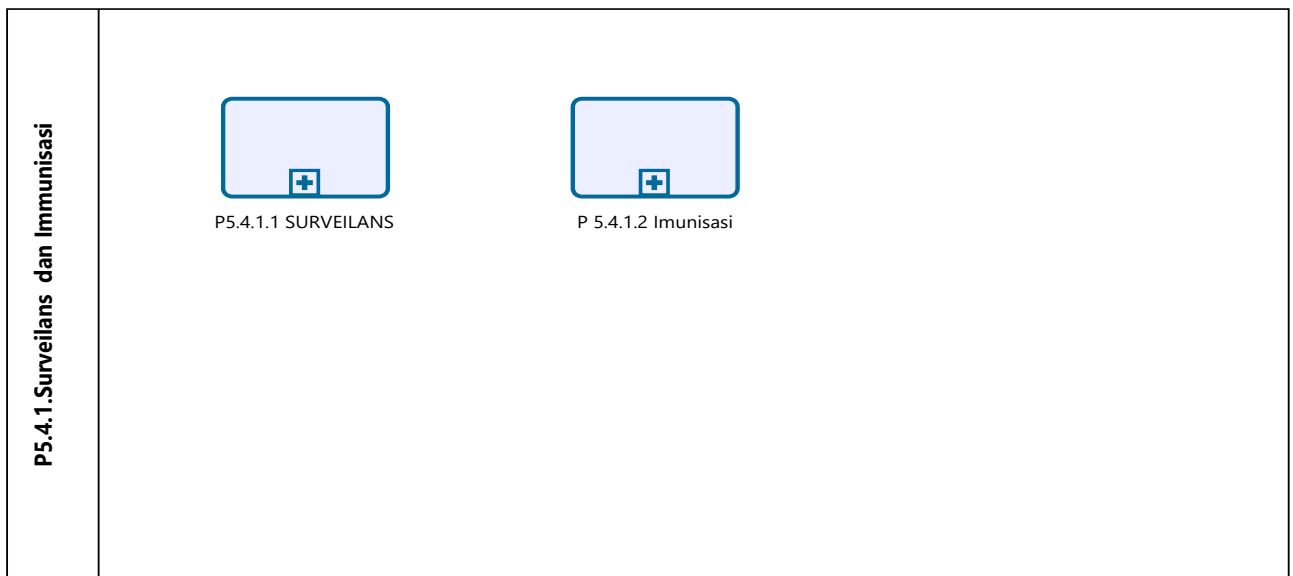 P5.4.1.Surveilans dan Immunisasi
P5.4.1.1 SURVEILANS
P 5.4.1.2 Imunisasi